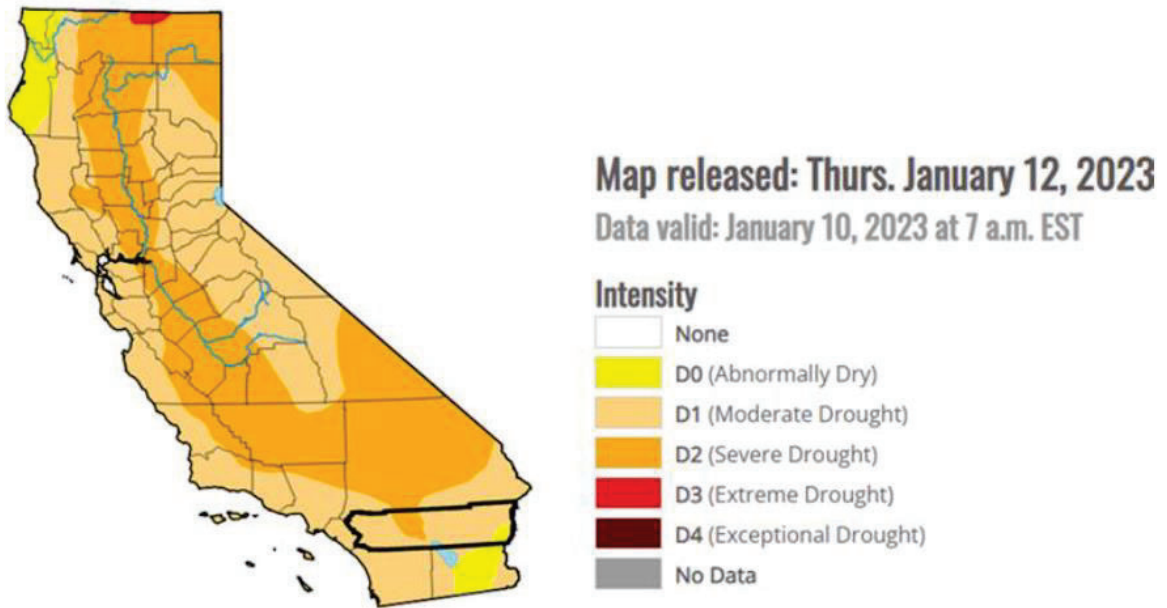 Map released: Thurs. January 12, 2023
Data valid: January 10, 2023 at 7 a.m. EST
Intensity
None
D0 (Abnormally Dry)
D1 (Moderate Drought)
D2 (Severe Drought)
D3 (Extreme Drought)
D4 (Exceptional Drought)
No Data